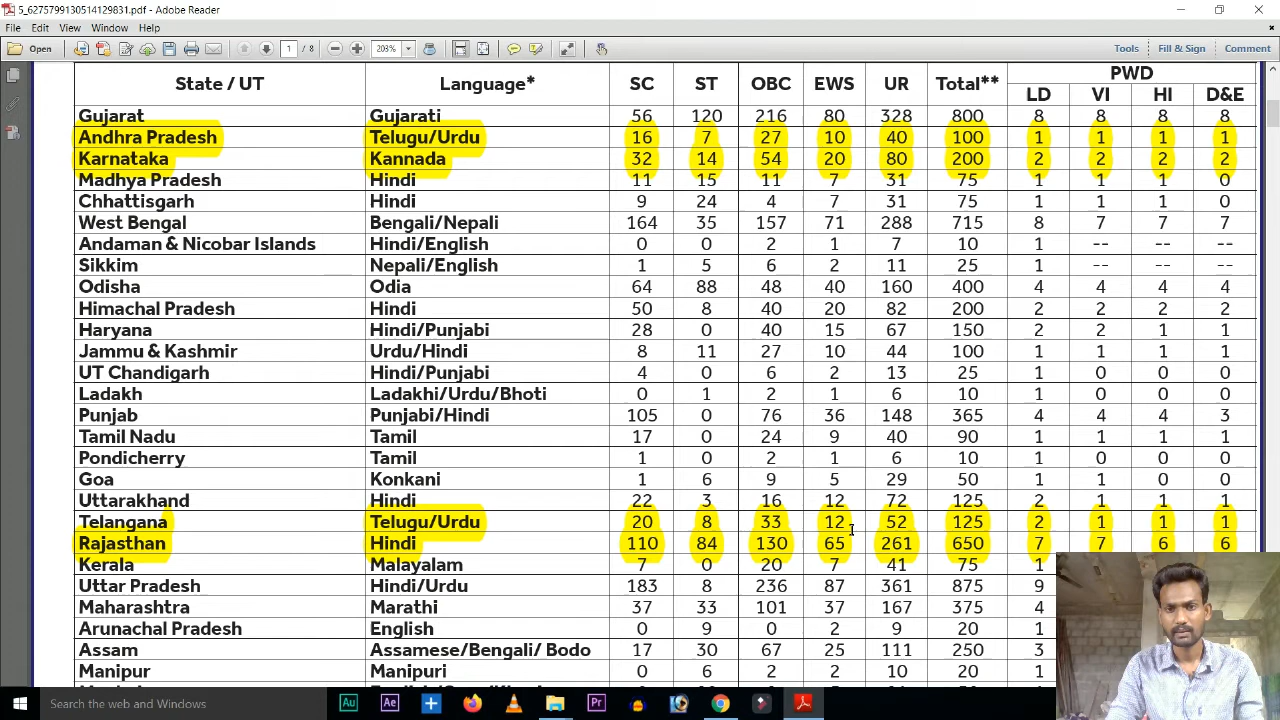 5_6275799130514129831.pdf - Adobe Reader
File Edit View Window Help
Open 1 / 8 203% Tools Fill & Sign Comment
State / UT Language* SC ST OBC EWS UR Total** PWD
LD VI HI D&E
Gujarat Gujarati 56 120 216 80 328 800 8 8 8 8
Andhra Pradesh Telugu/Urdu 16 7 27 10 40 100 1 1 1 1
Karnataka Kannada 32 14 54 20 80 200 2 2 2 2
Madhya Pradesh Hindi 11 15 11 7 31 75 1 1 1 0
Chhattisgarh Hindi 9 24 4 7 31 75 1 1 1 0
West Bengal Bengali/Nepali 164 35 157 71 288 715 8 7 7 7
Andaman & Nicobar Islands Hindi/English 0 0 2 1 7 10 1 -- -- --
Sikkim Nepali/English 1 5 6 2 11 25 1 -- -- --
Odisha Odia 64 88 48 40 160 400 4 4 4 4
Himachal Pradesh Hindi 50 8 40 20 82 200 2 2 2 2
Haryana Hindi/Punjabi 28 0 40 15 67 150 2 2 1 1
Jammu & Kashmir Urdu/Hindi 8 11 27 10 44 100 1 1 1 1
UT Chandigarh Hindi/Punjabi 4 0 6 2 13 25 1 0 0 0
Ladakh Ladakhi/Urdu/Bhoti 0 1 2 1 6 10 1 0 0 0
Punjab Punjabi/Hindi 105 0 76 36 148 365 4 4 4 3
Tamil Nadu Tamil 17 0 24 9 40 90 1 1 1 1
Pondicherry Tamil 1 0 2 1 6 10 1 0 0 0
Goa Konkani 1 6 9 5 29 50 1 1 0 0
Uttarakhand Hindi 22 3 16 12 72 125 2 1 1 1
Telangana Telugu/Urdu 20 8 33 12 52 125 2 1 1 1
Rajasthan Hindi 110 84 130 65 261 650 7 7 6 6
Kerala Malayalam 7 0 20 7 41 75 1
Uttar Pradesh Hindi/Urdu 183 8 236 87 361 875 9
Maharashtra Marathi 37 33 101 37 167 375 4
Arunachal Pradesh English 0 9 0 2 9 20 1
Assam Assamese/Bengali/ Bodo 17 30 67 25 111 250 3
Manipur Manipuri 0 6 2 2 10 20 1
Search the web and Windows Au Ae Pr